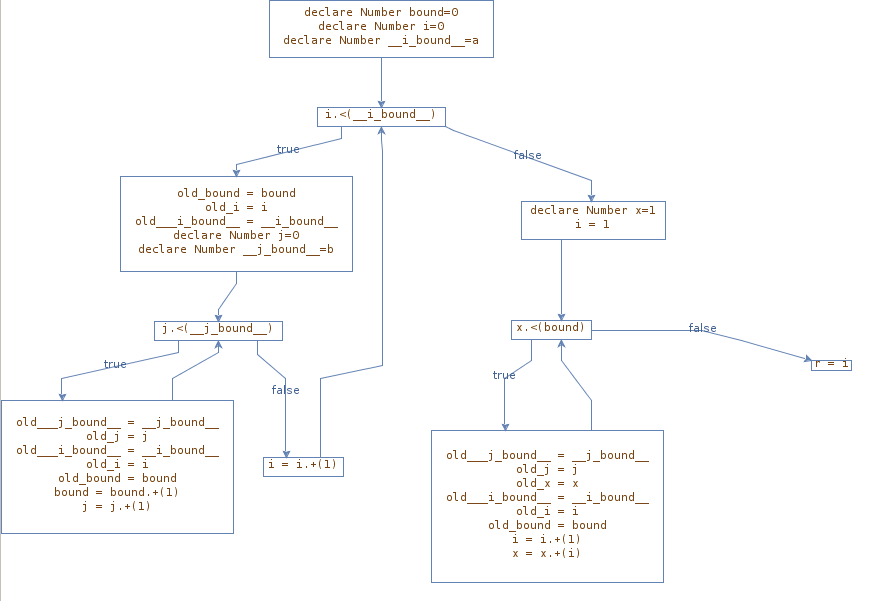 declare Number bound=0
declare Number i=0
declare Number __i_bound__=a
i.<(__i_bound__)
true
false
old_bound = bound
old_i = i
old___i_bound__ = __i_bound__
declare Number j=0
declare Number __j_bound__=b
declare Number x=1
i = 1
j.<(__j_bound__)
x.<(bound)
false
true
false
true
r = i
old___j_bound__ = __j_bound__
old_j = j
old___i_bound__ = __i_bound__
old_i = i
old_bound = bound
bound = bound.+(1)
j = j.+(1)
i = i.+(1)
old___j_bound__ = __j_bound__
old_j = j
old_x = x
old___i_bound__ = __i_bound__
old_i = i
old_bound = bound
i = i.+(1)
x = x.+(i)